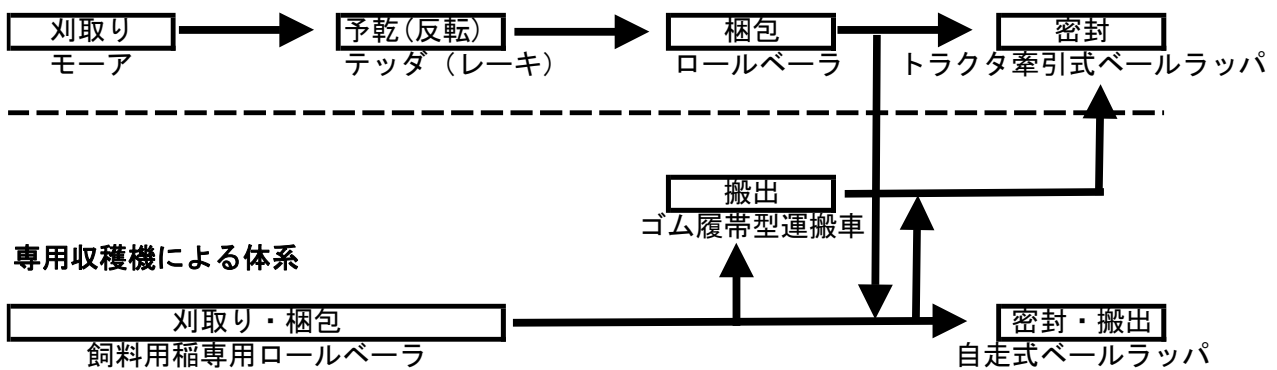 刈取り 予乾(反転) 梱包 密封
モーア テッダ（レーキ） ロールベーラ トラクタ牽引式ベールラッパ
搬出
ゴム履帯型運搬車
専用収穫機による体系
刈取り・梱包 密封・搬出
飼料用稲専用ロールベーラ 自走式ベールラッパ